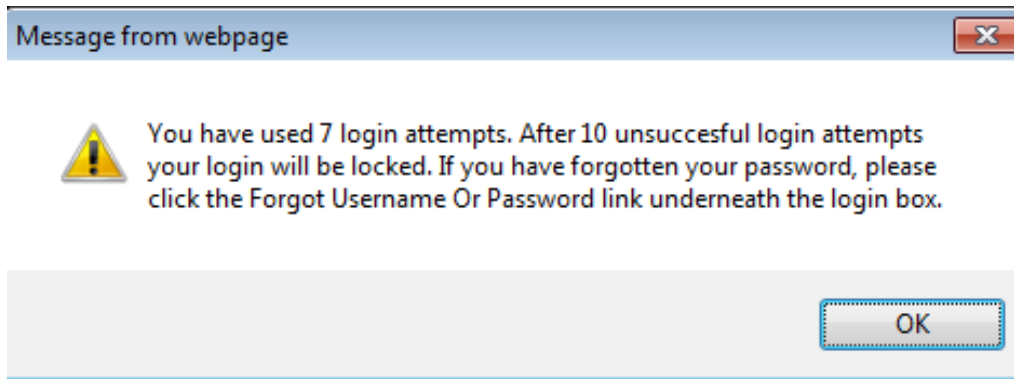 Message from webpage
You have used 7 login attempts. After 10 unsuccesful login attempts
your login will be locked. If you have forgotten your password, please
click the Forgot Username Or Password link underneath the login box.
OK